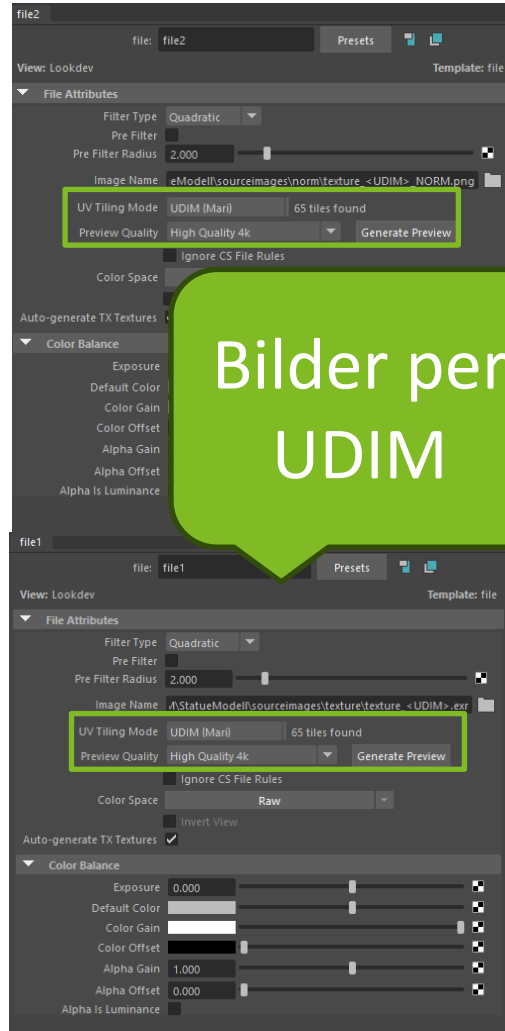 file2
file: file2 Presets
View: Lookdev Template: file
File Attributes
Filter Type Quadratic
Pre Filter
Pre Filter Radius 2.000
Image Name eModell\sourceimages\norm\texture_<UDIM>_NORM.png
UV Tiling Mode UDIM (Mari) 65 tiles found
Preview Quality High Quality 4k Generate Preview
Ignore CS File Rules
Color Space
Auto-generate TX Textures
Color Balance
Exposure
Default Color
Color Gain
Color Offset
Alpha Gain
Alpha Offset
Alpha Is Luminance
Bilder per
UDIM
file1
file: file1 Presets
View: Lookdev Template: file
File Attributes
Filter Type Quadratic
Pre Filter
Pre Filter Radius 2.000
Image Name \StatueModell\sourceimages\texture\texture_<UDIM>.exr
UV Tiling Mode UDIM (Mari) 65 tiles found
Preview Quality High Quality 4k Generate Preview
Ignore CS File Rules
Color Space Raw
Invert View
Auto-generate TX Textures
Color Balance
Exposure 0.000
Default Color
Color Gain
Color Offset
Alpha Gain 1.000
Alpha Offset 0.000
Alpha Is Luminance